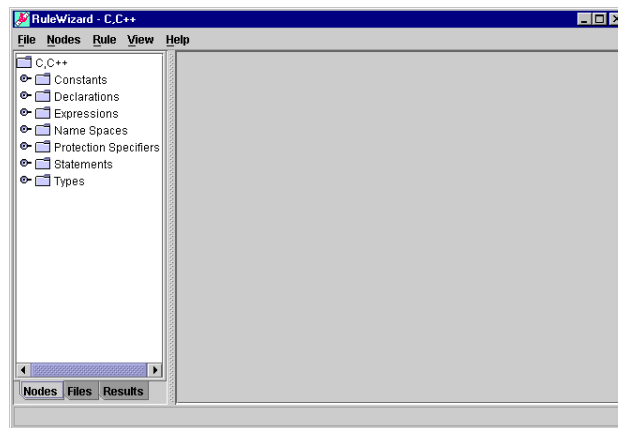 RuleWizard - C,C++
File Nodes Rule View Help
C,C++
Constants
Declarations
Expressions
Name Spaces
Protection Specifiers
Statements
Types
Nodes Files Results